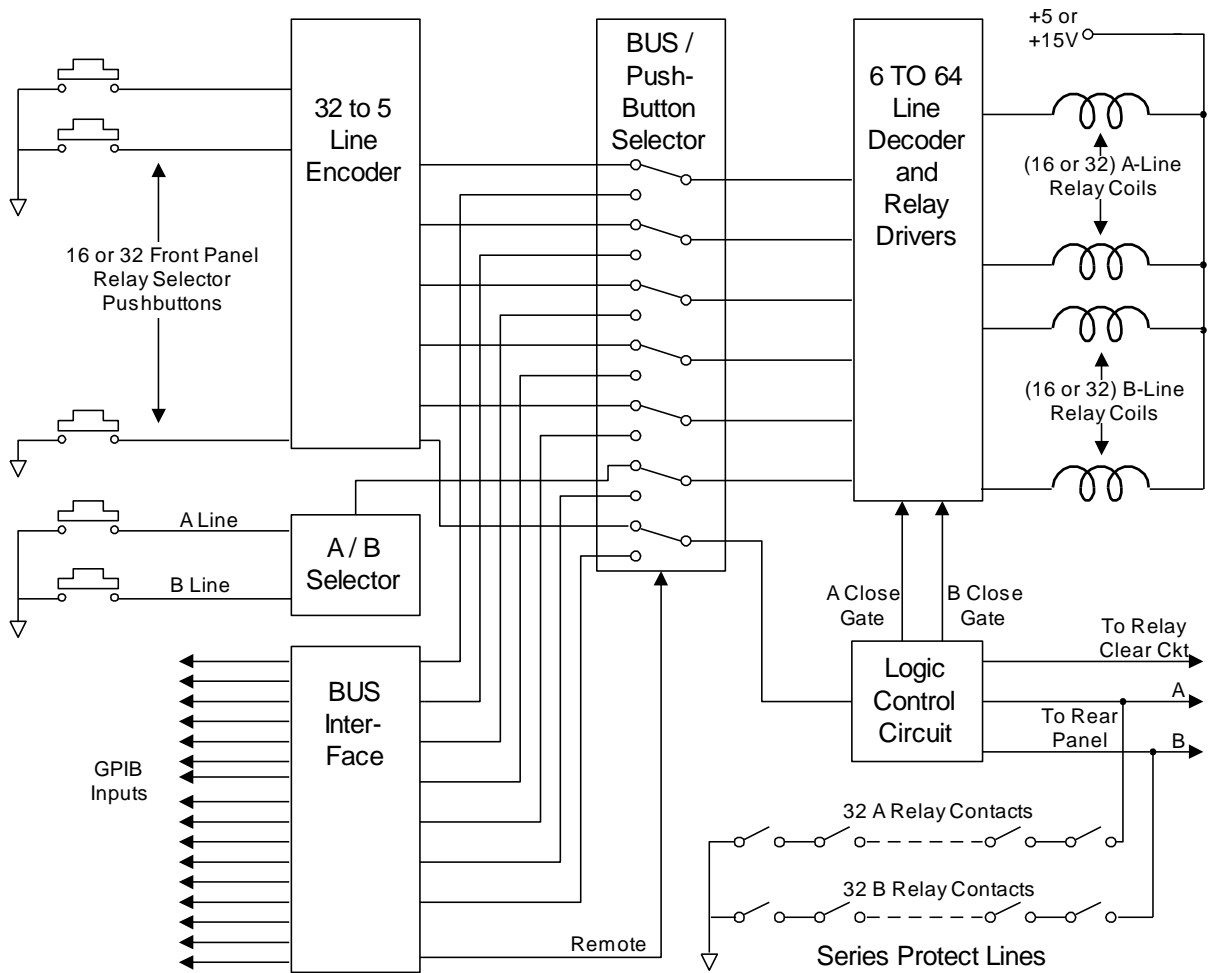 +5 or
+15V
32 to 5
Line
Encoder
BUS /
Push-
Button
Selector
6 TO 64
Line
Decoder
and
Relay
Drivers
(16 or 32) A-Line
Relay Coils
16 or 32 Front Panel
Relay Selector
Pushbuttons
(16 or 32) B-Line
Relay Coils
A Line
B Line
A / B
Selector
A Close
Gate
B Close
Gate
To Relay
Clear Ckt
A
To Rear
Panel
B
Logic
Control
Circuit
BUS
Inter-
Face
GPIB
Inputs
Remote
32 A Relay Contacts
32 B Relay Contacts
Series Protect Lines